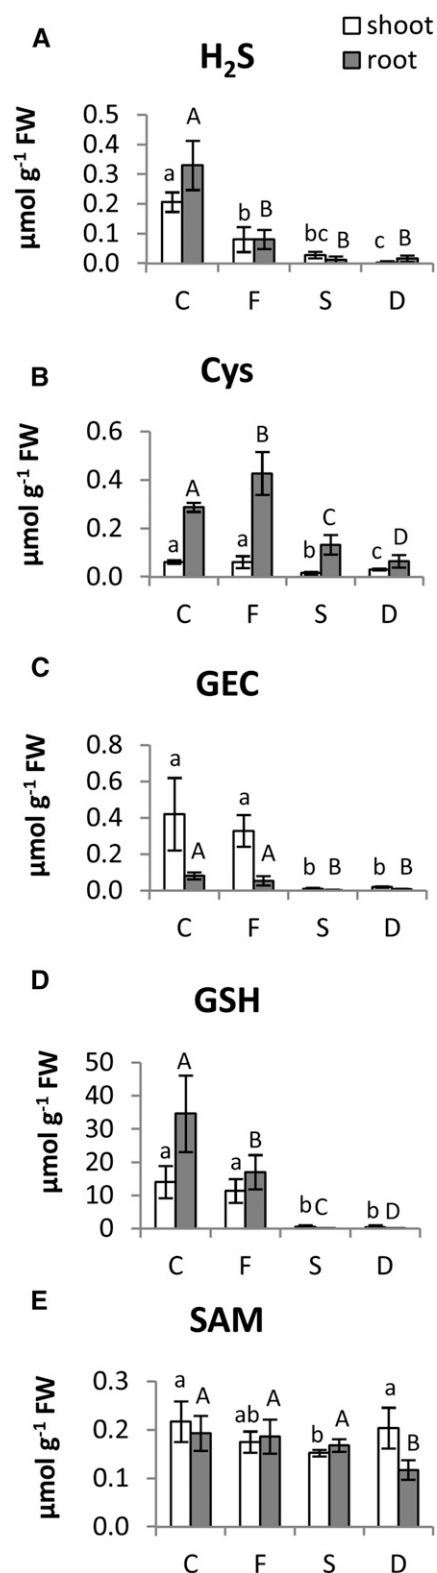 A
shoot
root
H₂S
µmol g⁻¹ FW
0.5
0.4
0.3
0.2
0.1
0.0
a A
b B
bc B
c B
C F S D
B
Cys
µmol g⁻¹ FW
0.6
0.4
0.2
0.0
a A
a B
b C
c D
C F S D
C
GEC
µmol g⁻¹ FW
0.8
0.6
0.4
0.2
0.0
a A
a A
b B
b B
C F S D
D
GSH
µmol g⁻¹ FW
50
40
30
20
10
0
a A
a B
b C
b D
C F S D
E
SAM
µmol g⁻¹ FW
0.3
0.2
0.1
0.0
a A
ab A
b A
a B
C F S D